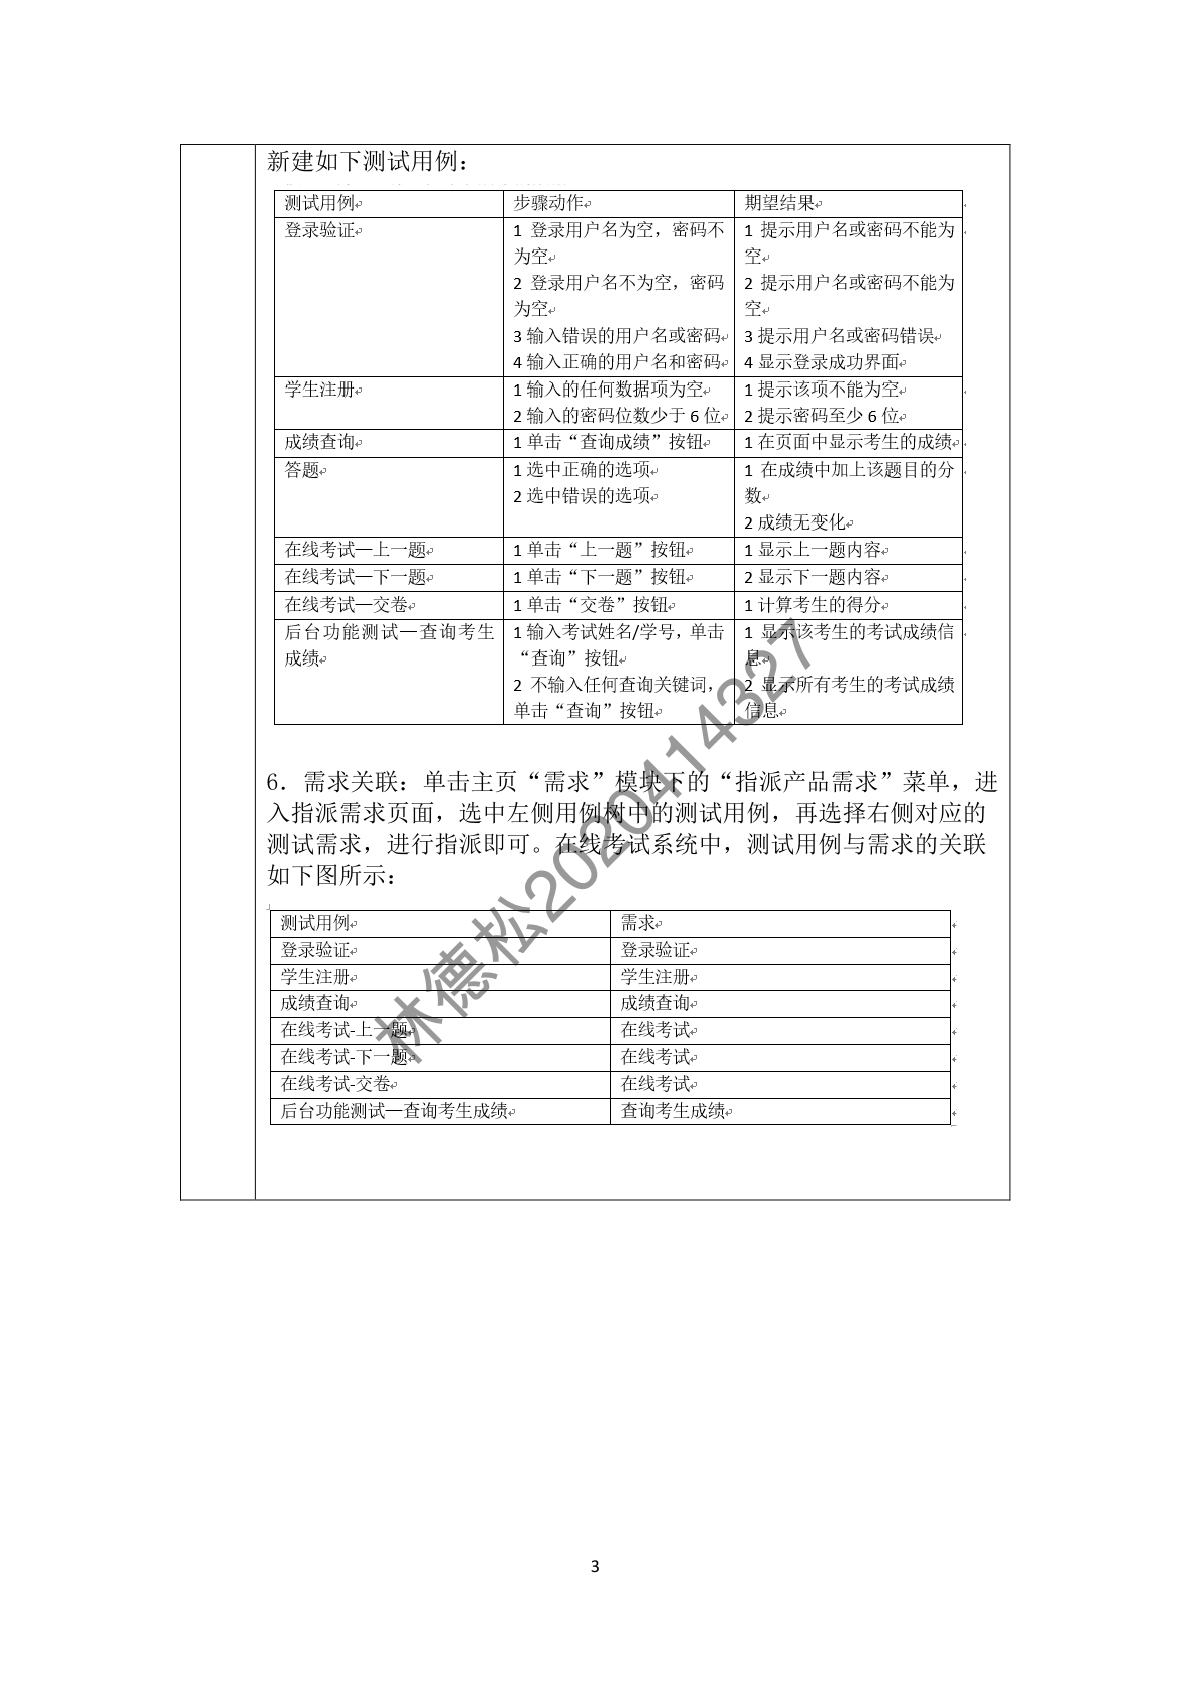 新建如下测试用例：
测试用例 步骤动作 期望结果
登录验证 1 登录用户名为空，密码不 1 提示用户名或密码不能为
为空 空
2 登录用户名不为空，密码 2 提示用户名或密码不能为
为空 空
3 输入错误的用户名或密码 3 提示用户名或密码错误
4 输入正确的用户名和密码 4 显示登录成功界面
学生注册 1 输入的任何数据项为空 1 提示该项不能为空
2 输入的密码位数少于 6 位 2 提示密码至少 6 位
成绩查询 1 单击“查询成绩”按钮 1 在页面中显示考生的成绩
答题 1 选中正确的选项 1 在成绩中加上该题目的分
2 选中错误的选项 数
2 成绩无变化
在线考试—上一题 1 单击“上一题”按钮 1 显示上一题内容
在线考试—下一题 1 单击“下一题”按钮 2 显示下一题内容
在线考试—交卷 1 单击“交卷”按钮 1 计算考生的得分
后台功能测试—查询考生 1 输入考试姓名/学号，单击 1 显示该考生的考试成绩信
成绩 “查询”按钮 息
2 不输入任何查询关键词， 2 显示所有考生的考试成绩
单击“查询”按钮 信息
6．需求关联：单击主页“需求”模块下的“指派产品需求”菜单，进
入指派需求页面，选中左侧用例树中的测试用例，再选择右侧对应的
测试需求，进行指派即可。在线考试系统中，测试用例与需求的关联
如下图所示：
测试用例 需求
登录验证 登录验证
学生注册 学生注册
成绩查询 成绩查询
在线考试-上一题 在线考试
在线考试-下一题 在线考试
在线考试-交卷 在线考试
后台功能测试—查询考生成绩 查询考生成绩
林德松2020414327
3